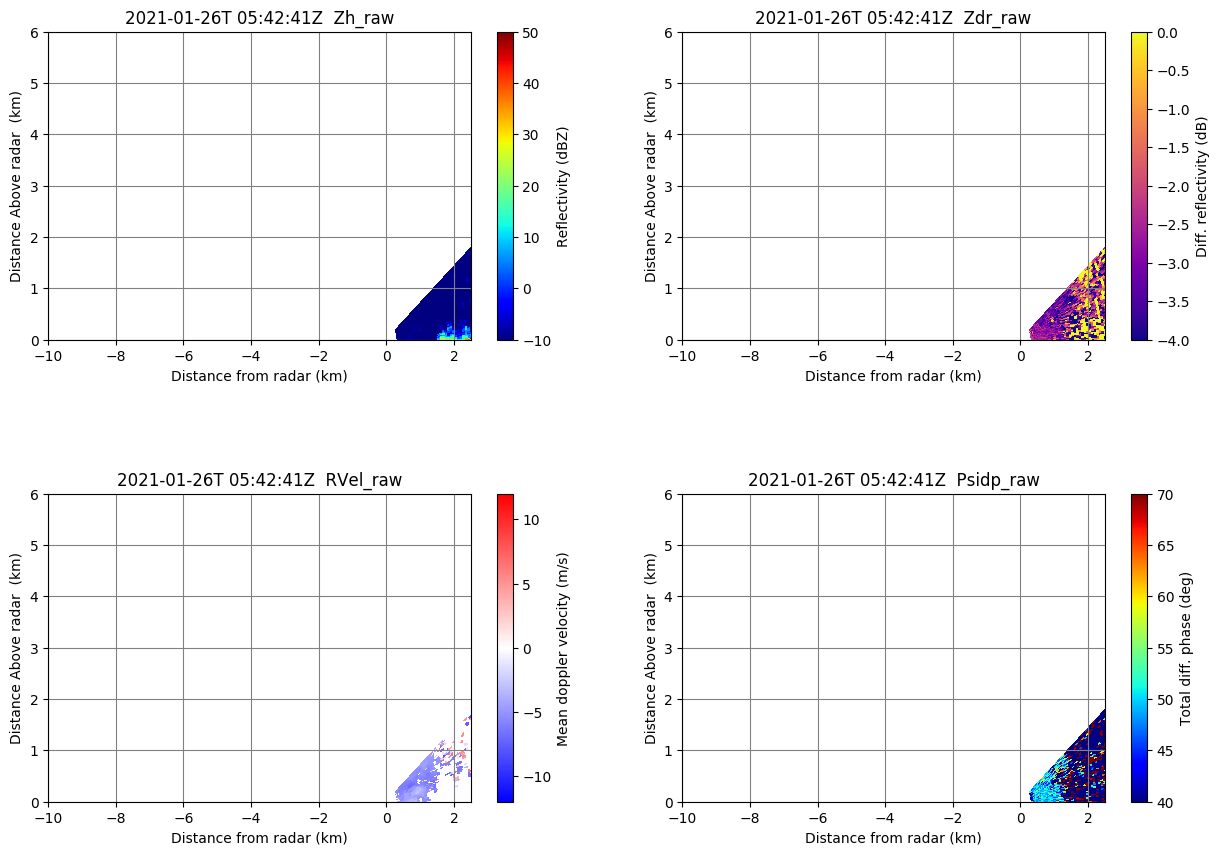 2021-01-26T 05:42:41Z  Zh_raw
Distance Above radar  (km)
6
5
4
3
2
1
0
−10 −8 −6 −4 −2 0 2
Distance from radar (km)
50
40
30
20
10
0
−10
Reflectivity (dBZ)
2021-01-26T 05:42:41Z  Zdr_raw
Distance Above radar  (km)
6
5
4
3
2
1
0
−10 −8 −6 −4 −2 0 2
Distance from radar (km)
0.0
−0.5
−1.0
−1.5
−2.0
−2.5
−3.0
−3.5
−4.0
Diff. reflectivity (dB)
2021-01-26T 05:42:41Z  RVel_raw
Distance Above radar  (km)
6
5
4
3
2
1
0
−10 −8 −6 −4 −2 0 2
Distance from radar (km)
10
5
0
−5
−10
Mean doppler velocity (m/s)
2021-01-26T 05:42:41Z  Psidp_raw
Distance Above radar  (km)
6
5
4
3
2
1
0
−10 −8 −6 −4 −2 0 2
Distance from radar (km)
70
65
60
55
50
45
40
Total diff. phase (deg)